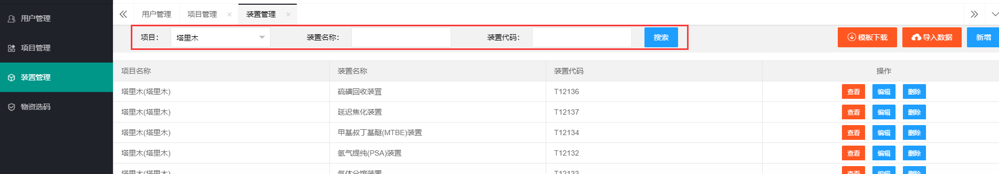 用户管理
项目管理
装置管理
物资选码
用户管理 项目管理 × 装置管理 ×
项目： 塔里木 装置名称： 装置代码： 搜索 模板下载 导入数据 新增
项目名称 装置名称 装置代码 操作
塔里木(塔里木) 硫磺回收装置 T12136 查看 编辑 删除
塔里木(塔里木) 延迟焦化装置 T12137 查看 编辑 删除
塔里木(塔里木) 甲基叔丁基醚(MTBE)装置 T12134 查看 编辑 删除
塔里木(塔里木) 氢气提纯(PSA)装置 T12132 查看 编辑 删除
塔里木(塔里木) 气体分馏装置 T12133 查看 编辑 删除